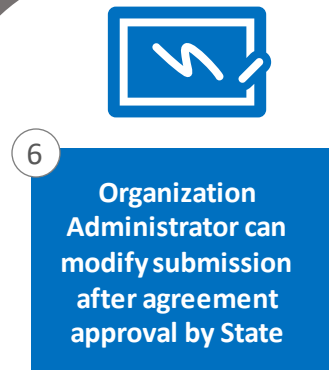 6
Organization
Administrator can
modify submission
after agreement
approval by State